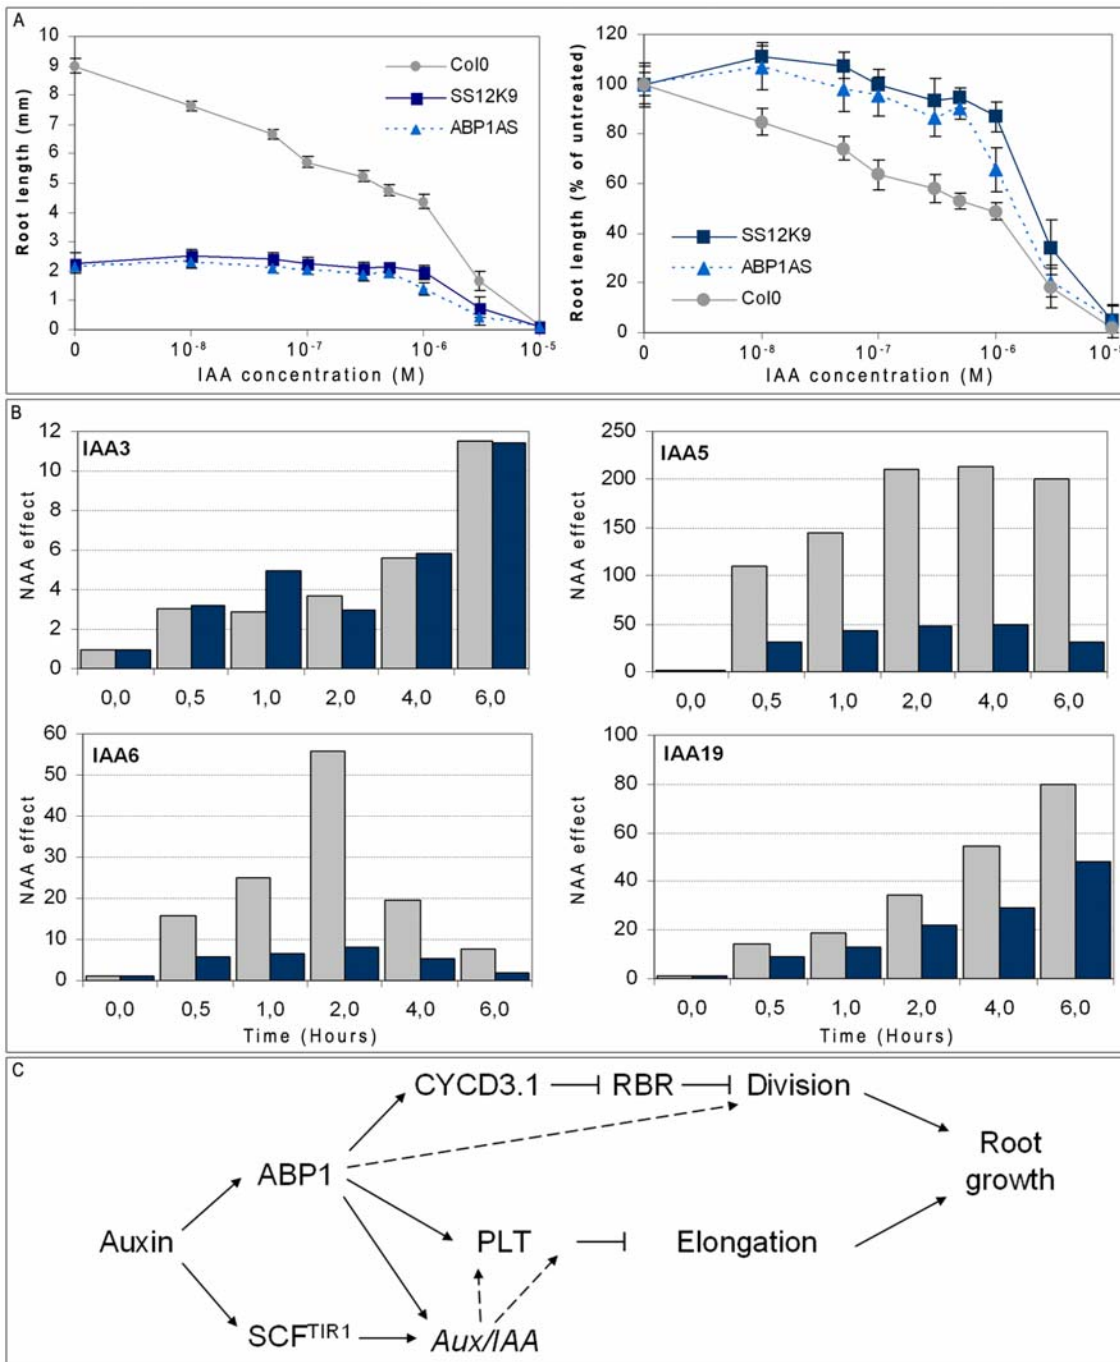 A
Root length (mm)
10
9
8
7
6
5
4
3
2
1
0
Col0
SS12K9
ABP1AS
0 10-8 10-7 10-6 10-5
IAA concentration (M)
Root length (% of untreated)
120
100
80
60
40
20
0
SS12K9
ABP1AS
Col0
0 10-8 10-7 10-6
IAA concentration (M)
B
IAA3
NAA effect
12
10
8
6
4
2
0
0,0 0,5 1,0 2,0 4,0 6,0
IAA5
NAA effect
250
200
150
100
50
0
0,0 0,5 1,0 2,0 4,0 6,0
IAA6
NAA effect
60
50
40
30
20
10
0
0,0 0,5 1,0 2,0 4,0 6,0
Time (Hours)
IAA19
NAA effect
100
80
60
40
20
0
0,0 0,5 1,0 2,0 4,0 6,0
Time (Hours)
C
CYCD3.1 RBR Division
Root
growth
ABP1
Auxin PLT Elongation
SCFTIR1 Aux/IAA